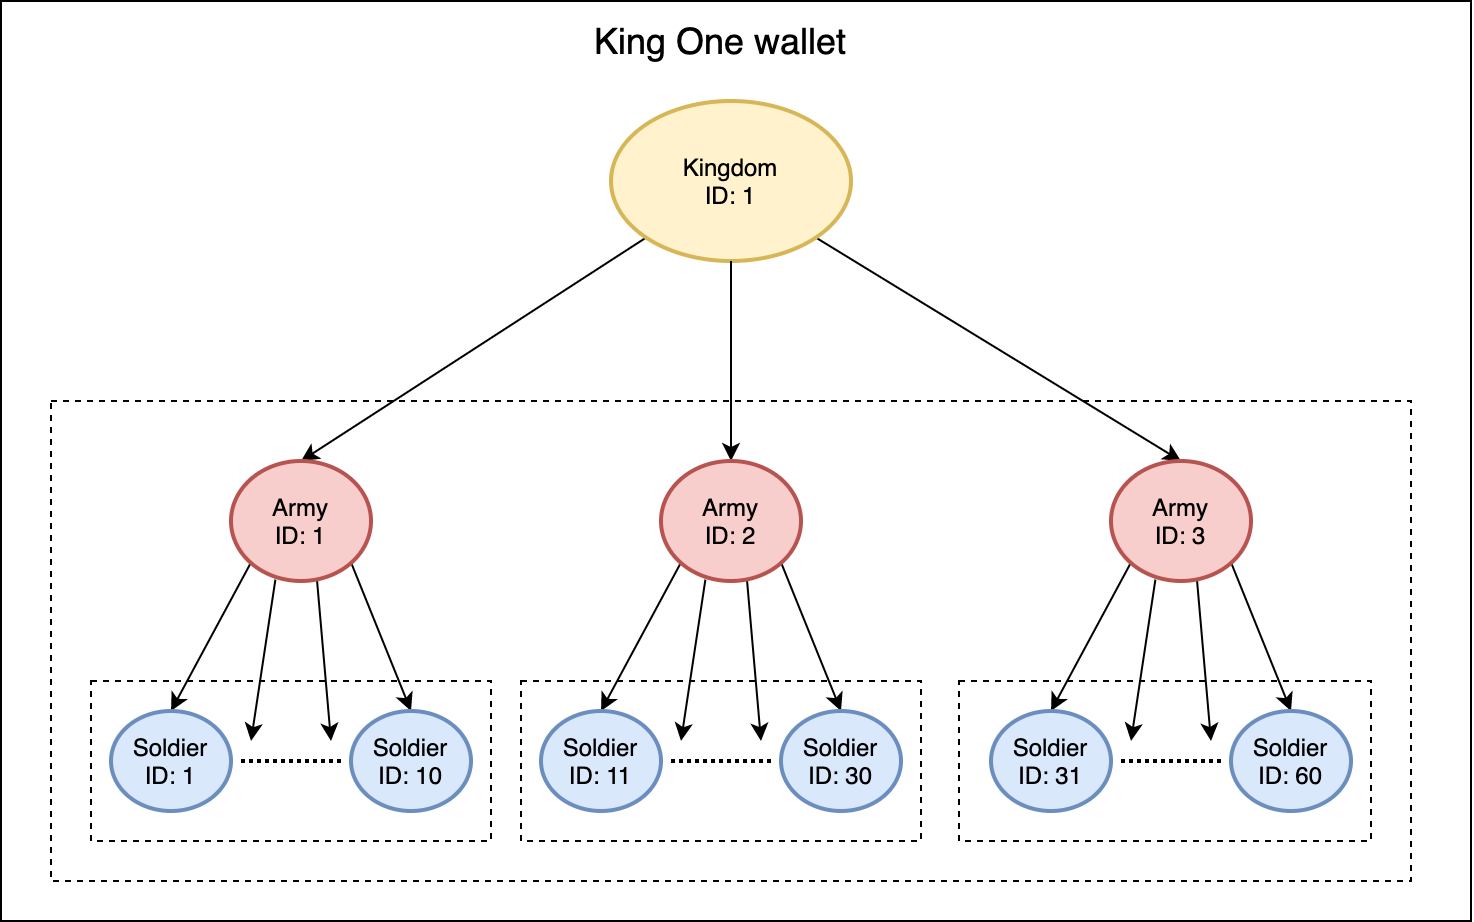 King One wallet
Kingdom
ID: 1
Army
ID: 1
Army
ID: 2
Army
ID: 3
Soldier
ID: 1
Soldier
ID: 10
Soldier
ID: 11
Soldier
ID: 30
Soldier
ID: 31
Soldier
ID: 60